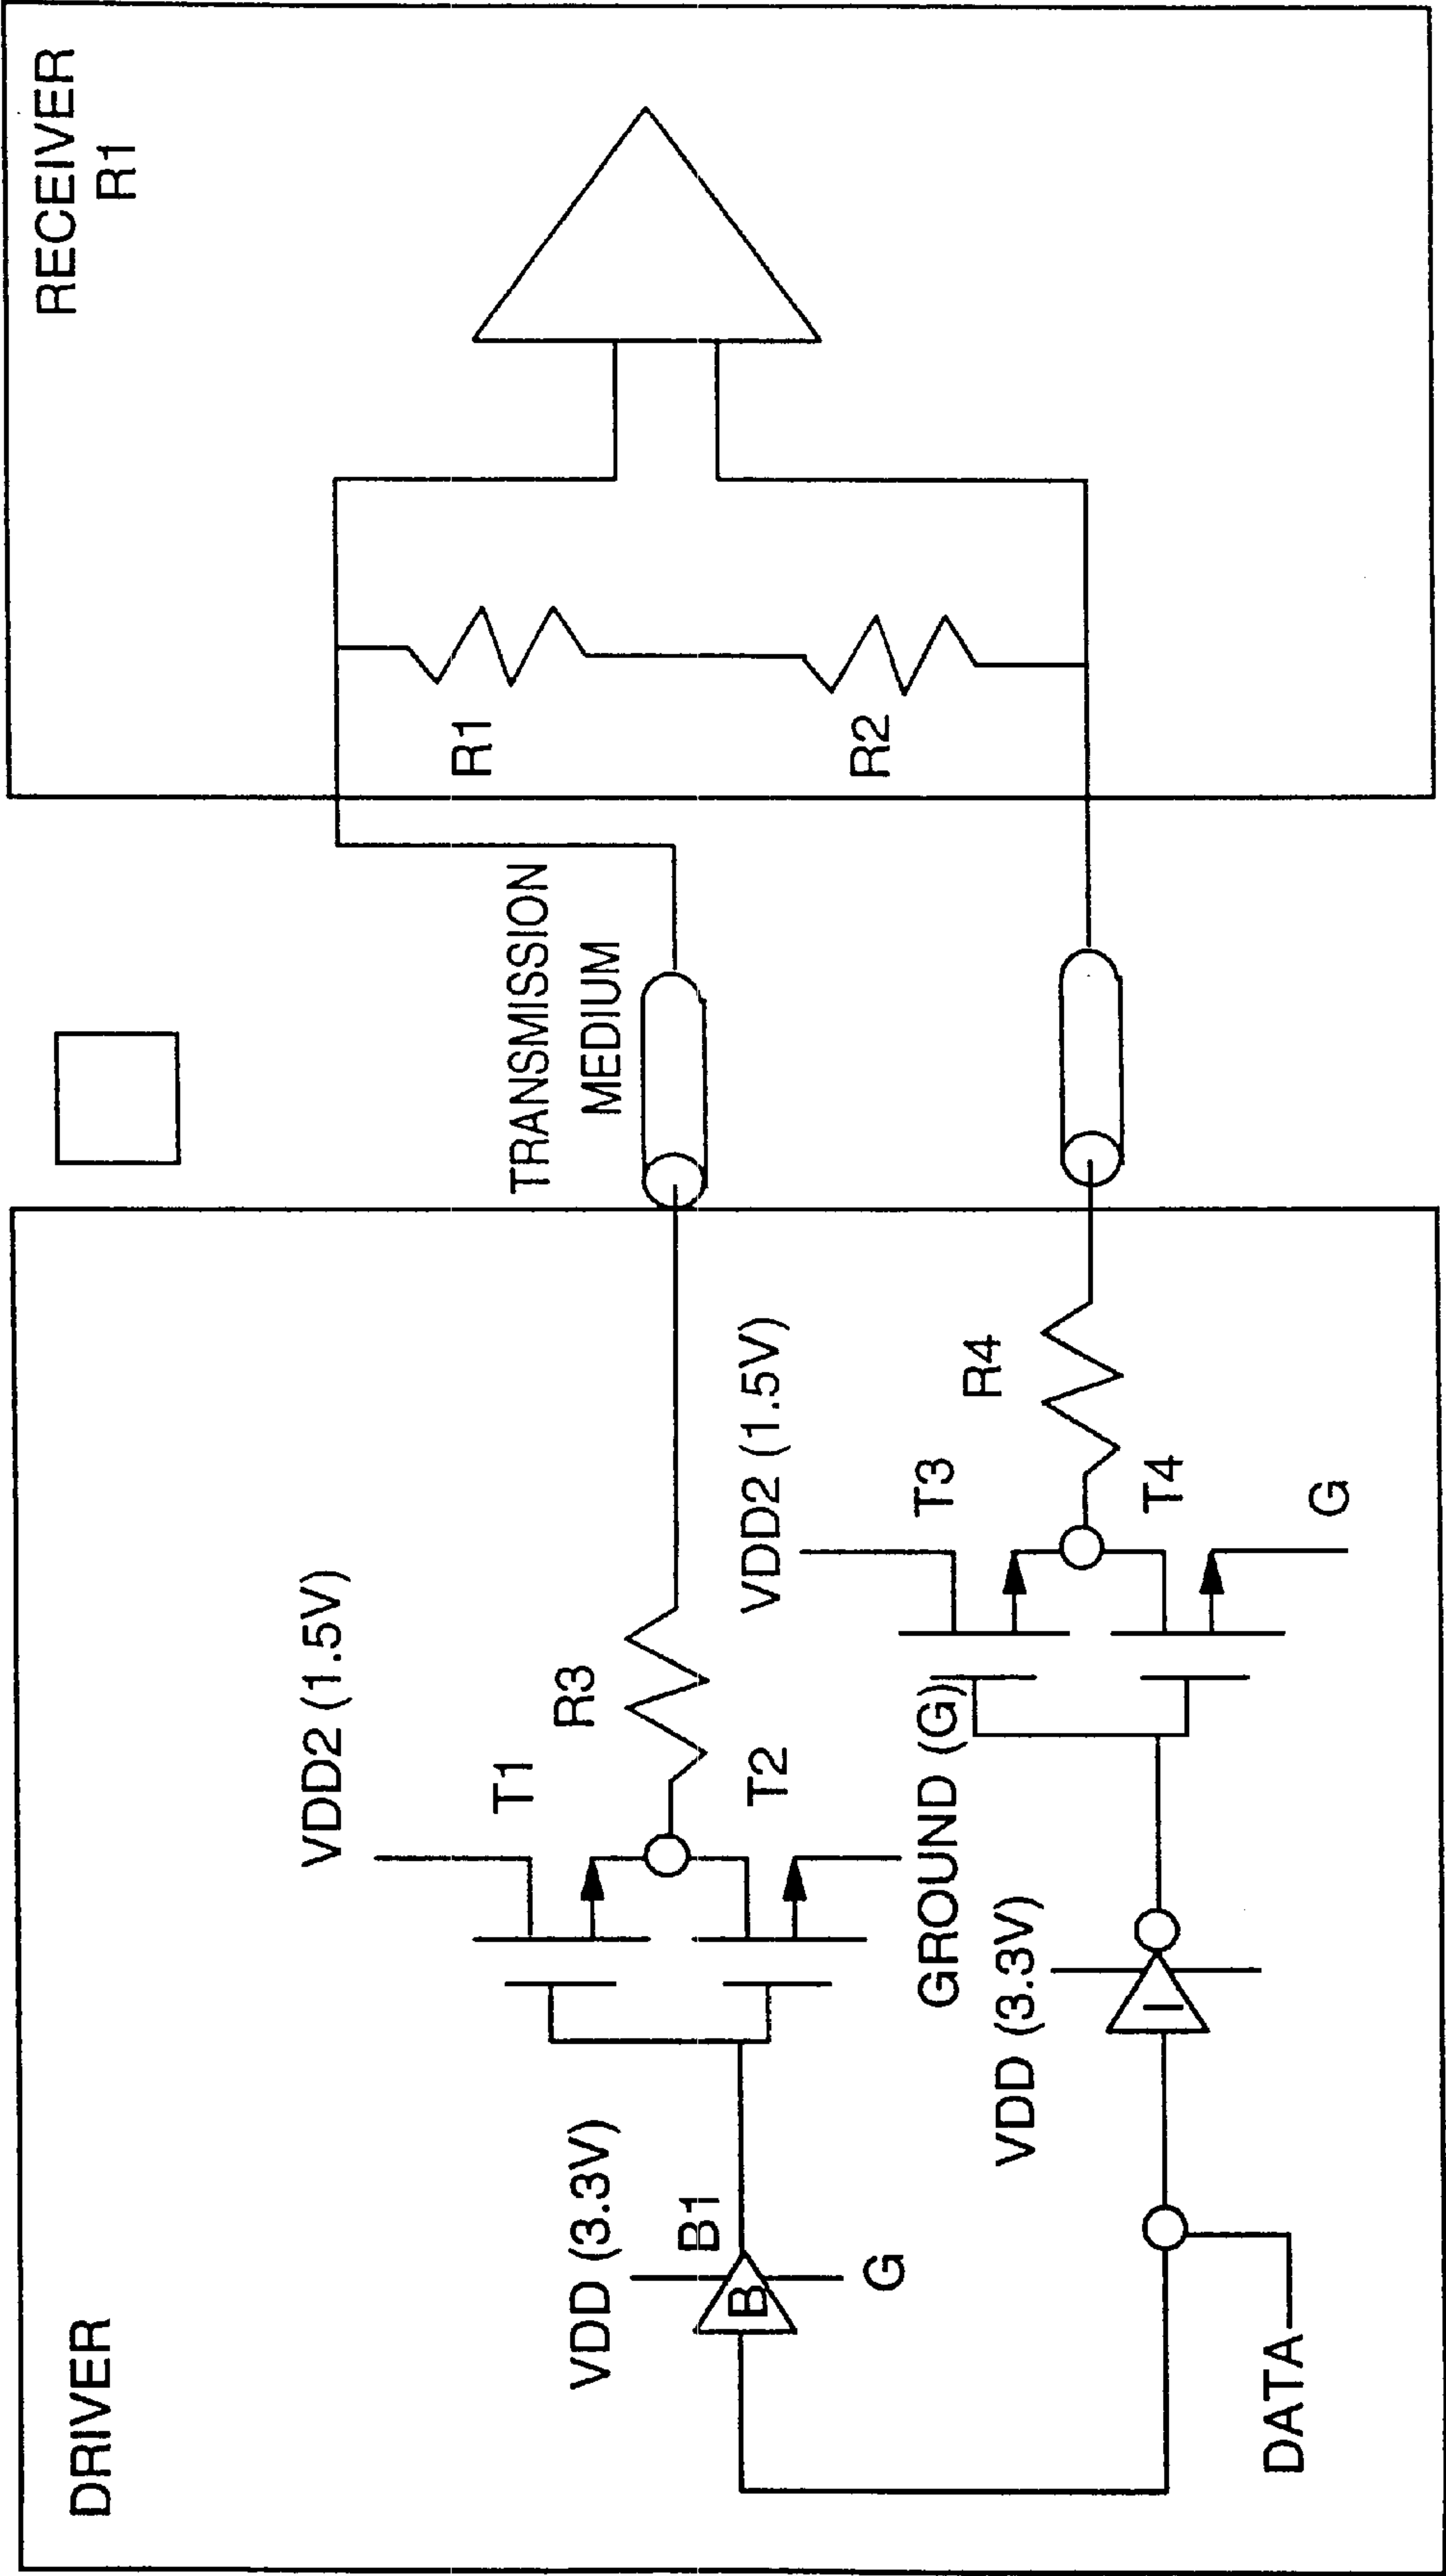 DRIVER
VDD2 (1.5V)
T1
R3
T2
VDD (3.3V)
B1
B
G
GROUND (G)
VDD2 (1.5V)
T3
R4
T4
G
VDD (3.3V)
I
DATA
TRANSMISSION
MEDIUM
RECEIVER
R1
R1
R2